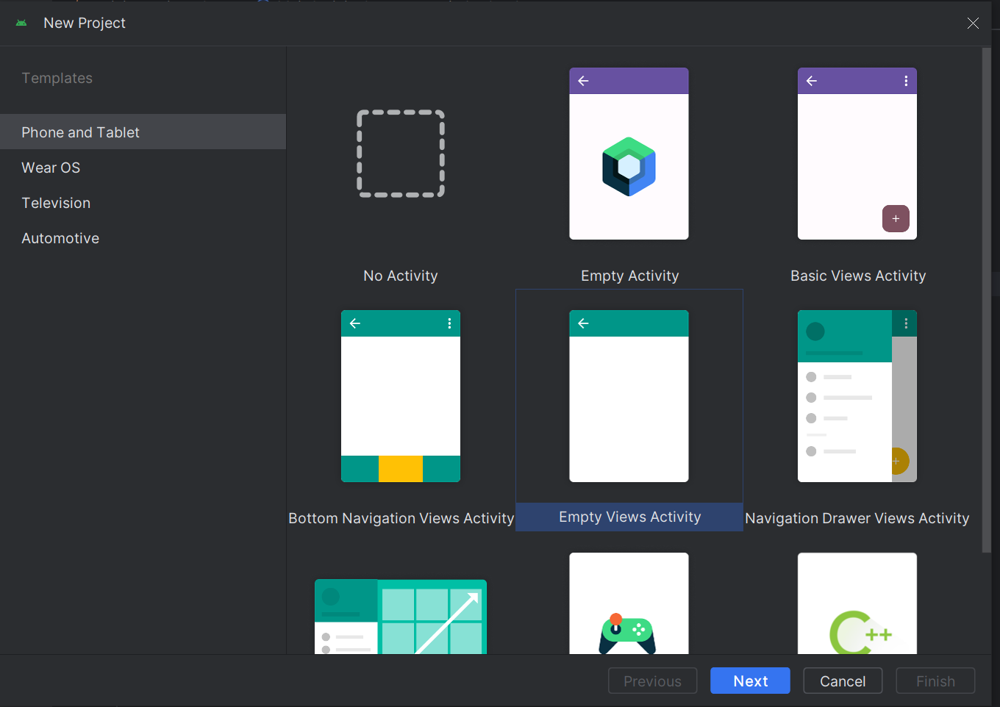 New Project
Templates
Phone and Tablet
Wear OS
Television
Automotive
No Activity
Empty Activity
Basic Views Activity
Bottom Navigation Views Activity
Empty Views Activity
Navigation Drawer Views Activity
C++
Previous
Next
Cancel
Finish